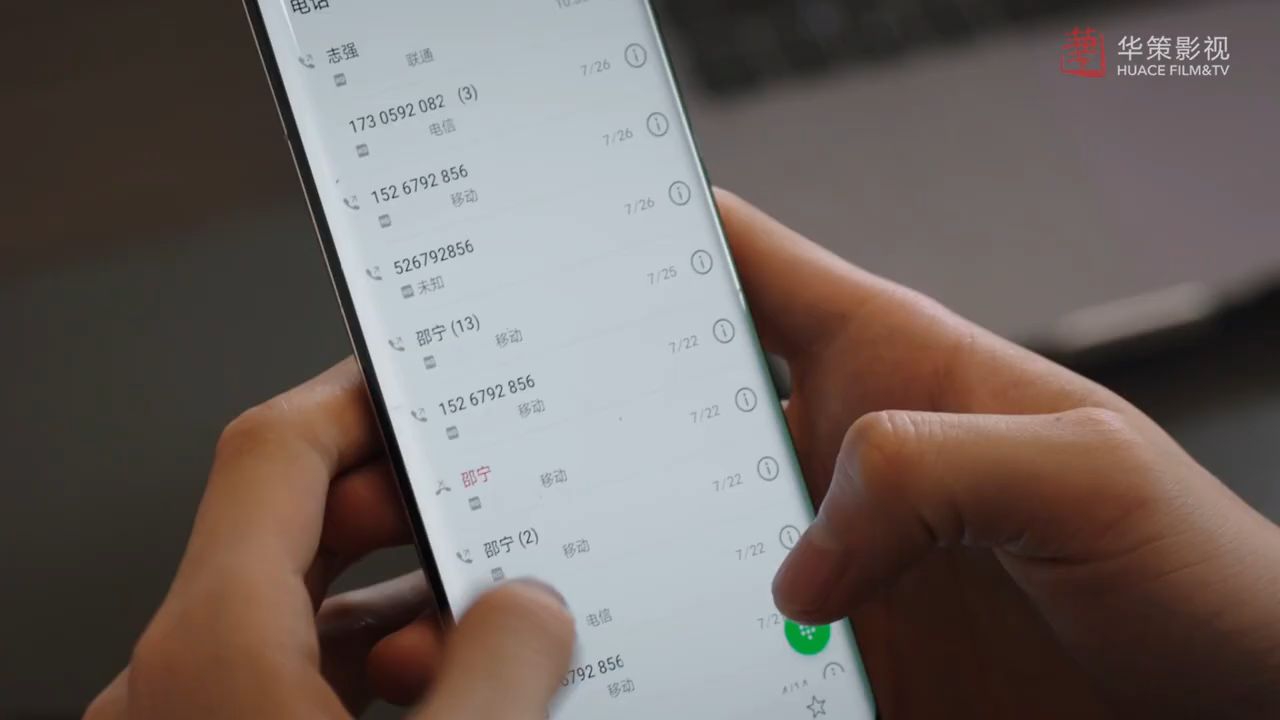 电话
志强
联通
173 0592 082 (3) 7/26
电信
152 6792 856 7/26
移动
526792856 7/26
未知
邵宁 (13) 7/25
移动
152 6792 856 7/22
移动
邵宁 7/22
移动
邵宁 (2) 7/22
移动
7/22
电信
6792 856 7/2
移动
华策影视
HUACE FILM&TV